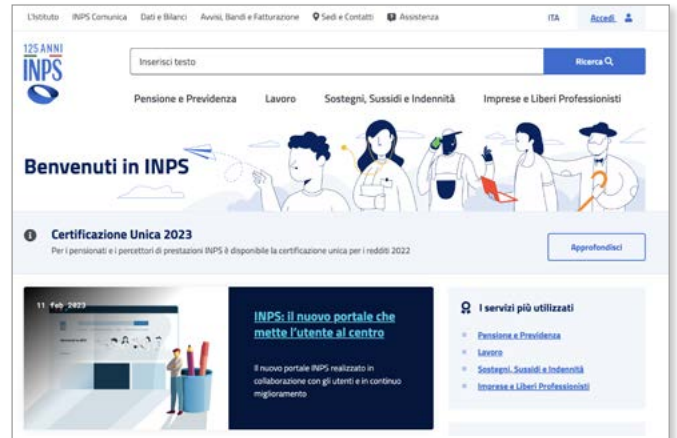 L'Istituto INPS Comunica Dati e Bilanci Avvisi, Bandi e Fatturazione Sedi e Contatti Assistenza ITA Accedi
125 ANNI
INPS
Inserisci testo Ricerca
Pensione e Previdenza Lavoro Sostegni, Sussidi e Indennità Imprese e Liberi Professionisti
Benvenuti in INPS
Certificazione Unica 2023
Per i pensionati e i percettori di prestazioni INPS è disponibile la certificazione unica per i redditi 2022
Approfondisci
11 feb 2023
INPS: il nuovo portale che
mette l'utente al centro
Il nuovo portale INPS realizzato in
collaborazione con gli utenti e in continuo
miglioramento
I servizi più utilizzati
Pensione e Previdenza
Lavoro
Sostegni, Sussidi e Indennità
Imprese e Liberi Professionisti